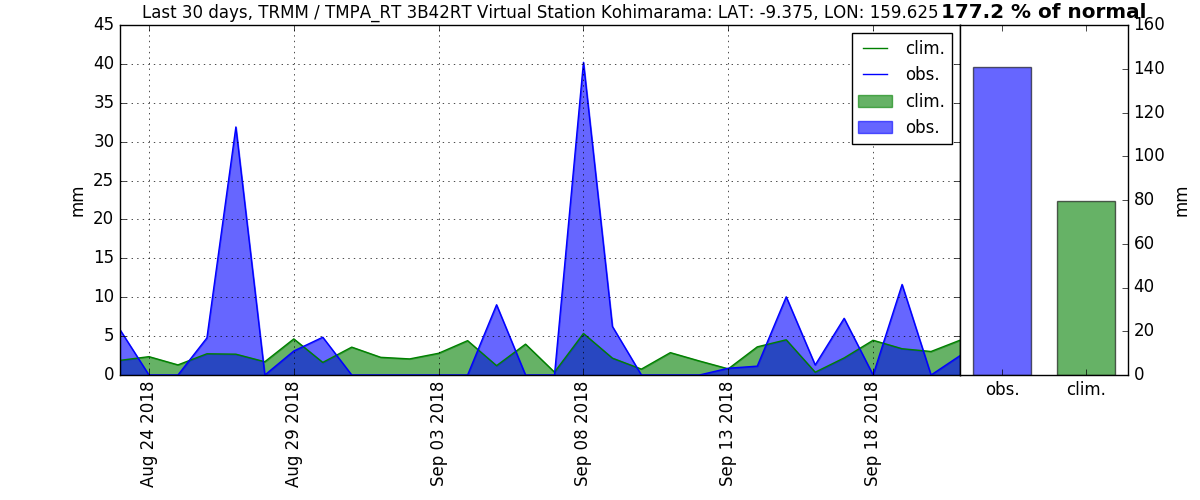 Last 30 days, TRMM / TMPA_RT 3B42RT Virtual Station Kohimarama: LAT: -9.375, LON: 159.625
177.2 % of normal
mm
45
40
35
30
25
20
15
10
5
0
clim.
obs.
clim.
obs.
Aug 24 2018
Aug 29 2018
Sep 03 2018
Sep 08 2018
Sep 13 2018
Sep 18 2018
160
140
120
100
80
60
40
20
0
mm
obs.
clim.